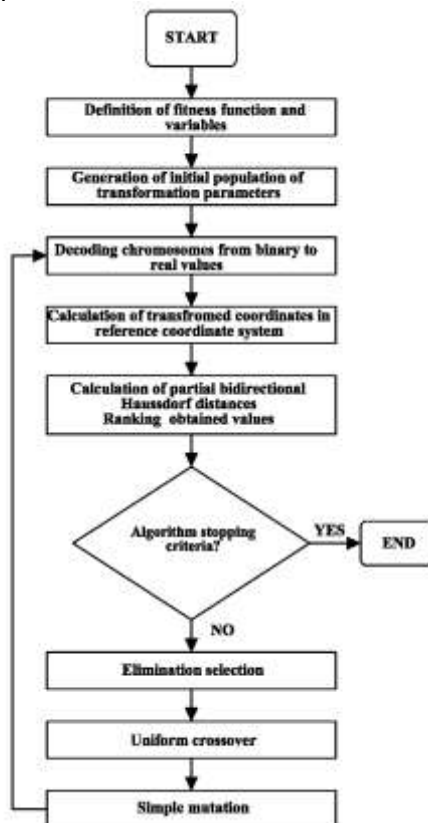 START
Definition of fitness function and
variables
Generation of initial population of
transformation parameters
Decoding chromosomes from binary to
real values
Calculation of transfromed coordinates in
reference coordinate system
Calculation of partial bidirectional
Haussdorf distances
Ranking obtained values
Algorithm stopping
criteria?
YES
END
NO
Elimination selection
Uniform crossover
Simple mutation